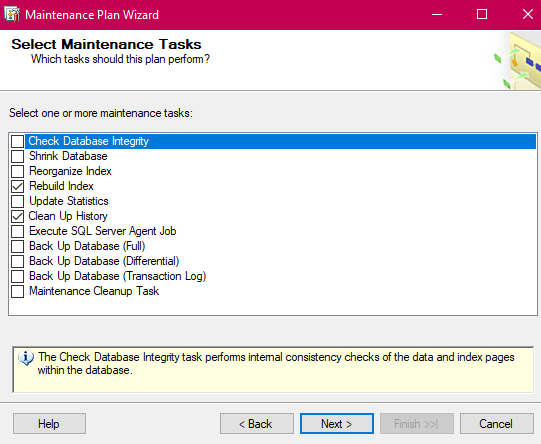 Maintenance Plan Wizard
Select Maintenance Tasks
Which tasks should this plan perform?
Select one or more maintenance tasks:
Check Database Integrity
Shrink Database
Reorganize Index
Rebuild Index
Update Statistics
Clean Up History
Execute SQL Server Agent Job
Back Up Database (Full)
Back Up Database (Differential)
Back Up Database (Transaction Log)
Maintenance Cleanup Task
The Check Database Integrity task performs internal consistency checks of the data and index pages
within the database.
Help < Back Next > Finish >>| Cancel